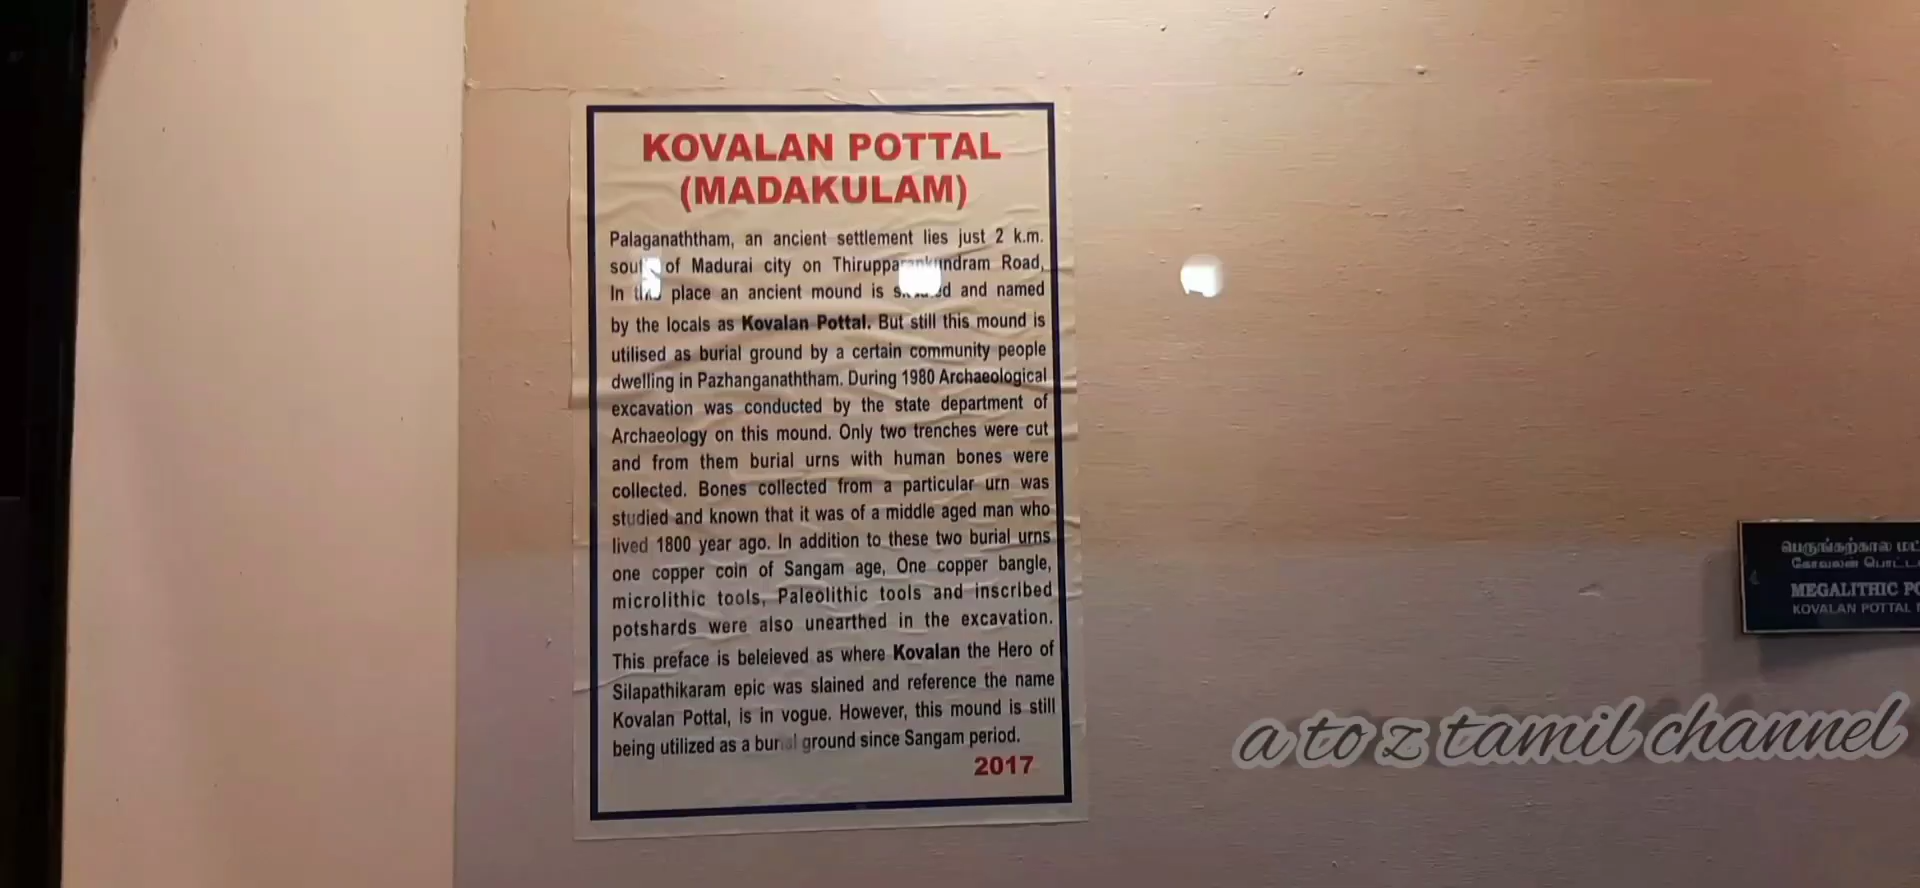 KOVALAN POTTAL
(MADAKULAM)
Palaganaththam, an ancient settlement lies just 2 k.m.
of Madurai city on Road,
In place an ancient mound is and named
by the locals as Kovalan Pottal. But still this mound is
utilised as burial ground by a certain community people
dwelling in Pazhanganaththam. During 1980 Archaeological
excavation was conducted by the state department of
Archaeology on this mound. Only two trenches were cut
and from them burial urns with human bones were
collected. Bones collected from a particular urn was
studied and known that it was of a middle aged man who
lived 1800 year ago. In addition to these two burial urns
one copper coin of Sangam age, One copper bangle,
microlithic tools, Paleolithic tools and inscribed
potshards were also unearthed in the excavation.
This preface is beleieved as where Kovalan the Hero of
Silapathikaram epic was slained and reference the name
Kovalan Pottal, is in vogue. However, this mound is still
being utilized as a burial ground since Sangam period.
2017
பெருங்கற்கால மட்
கோவலன் பொட்ட
MEGALITHIC PO
KOVALAN POTTAL
a to z tamil channel